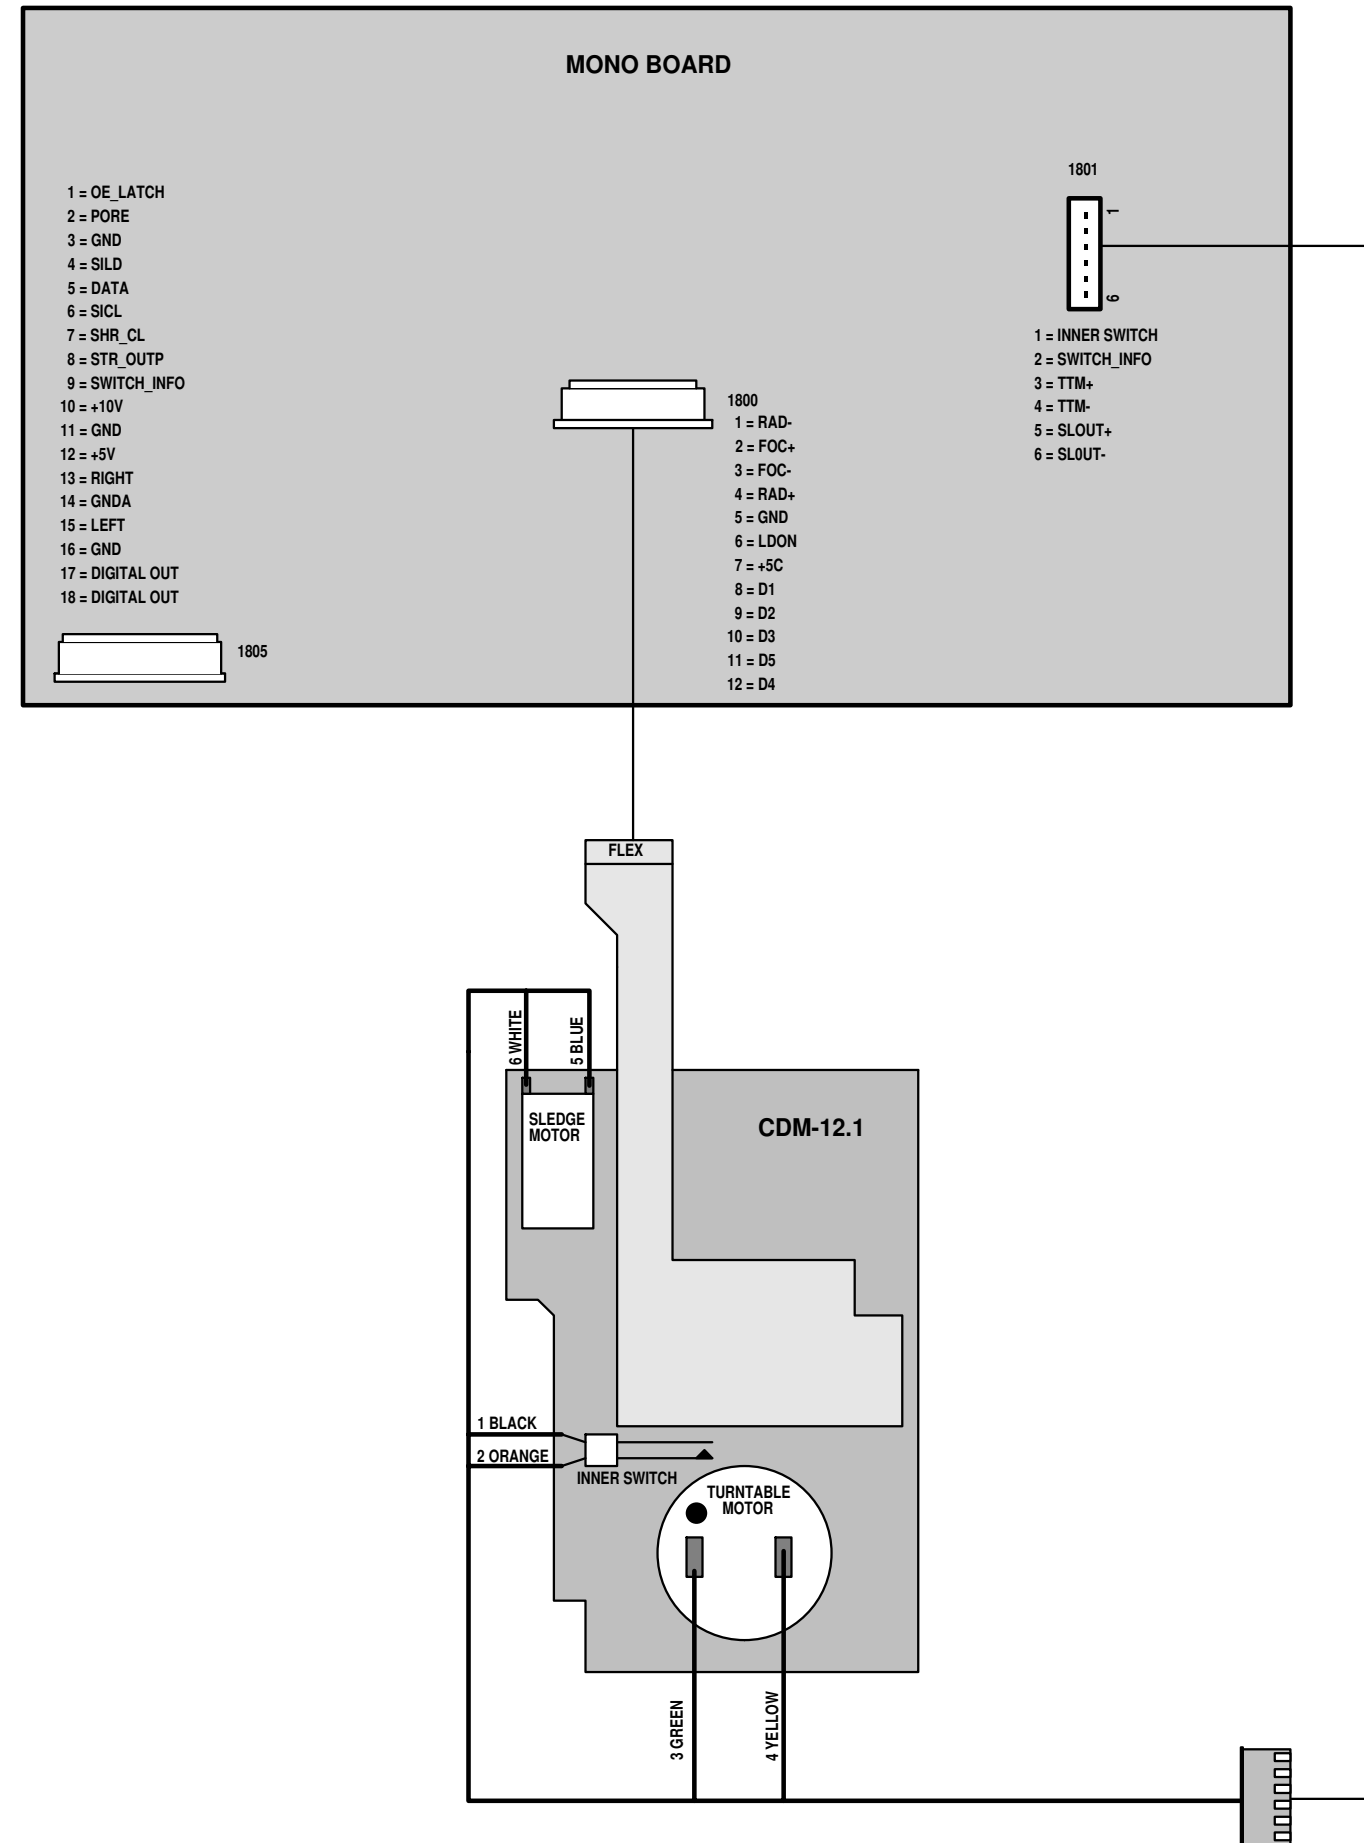 MONO BOARD
1 = OE_LATCH
2 = PORE
3 = GND
4 = SILD
5 = DATA
6 = SICL
7 = SHR_CL
8 = STR_OUTP
9 = SWITCH_INFO
10 = +10V
11 = GND
12 = +5V
13 = RIGHT
14 = GNDA
15 = LEFT
16 = GND
17 = DIGITAL OUT
18 = DIGITAL OUT
1805
1800
1 = RAD-
2 = FOC+
3 = FOC-
4 = RAD+
5 = GND
6 = LDON
7 = +5C
8 = D1
9 = D2
10 = D3
11 = D5
12 = D4
1801
1
6
1 = INNER SWITCH
2 = SWITCH_INFO
3 = TTM+
4 = TTM-
5 = SLOUT+
6 = SL0UT-
FLEX
6 WHITE
5 BLUE
SLEDGE
MOTOR
CDM-12.1
1 BLACK
2 ORANGE
INNER SWITCH
TURNTABLE
MOTOR
3 GREEN
4 YELLOW